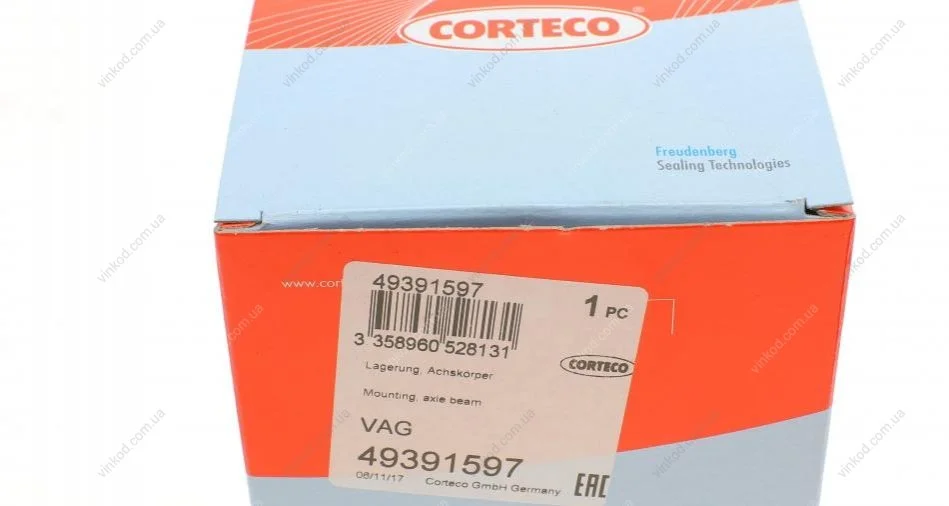 CORTECO
Freudenberg
Sealing Technologies
www.cort
49391597
1 PC
3 358960 528131
CORTECO
Lagerung, Achskörper
Mounting, axle beam
VAG
49391597
08/11/17 Corteco GmbH Germany
EAC
vinkod.com.ua